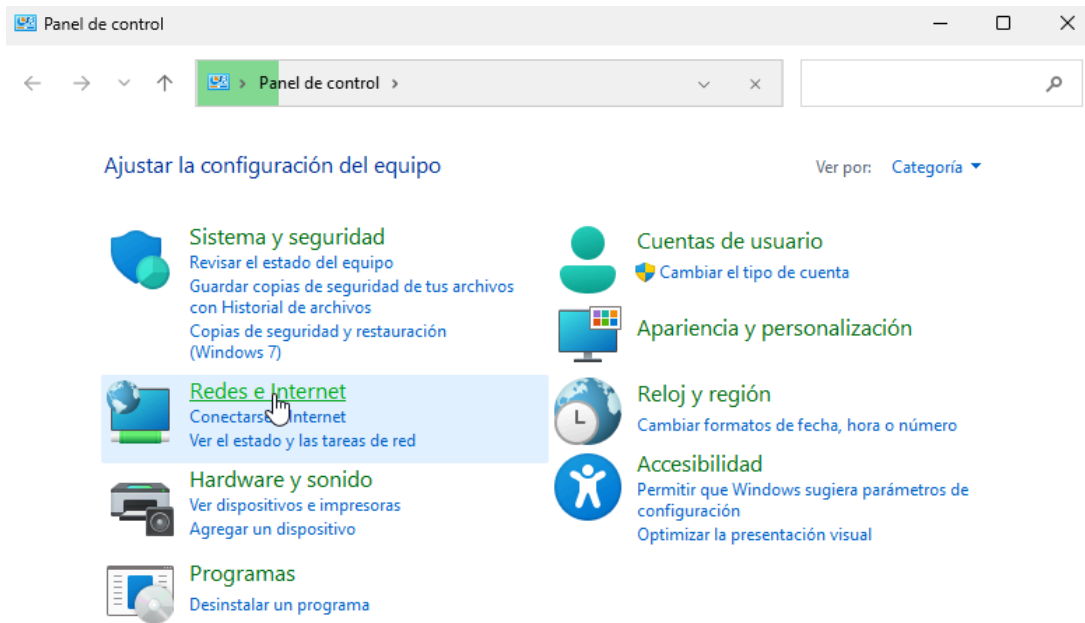 Panel de control
Panel de control
Ajustar la configuración del equipo
Ver por: Categoría
Sistema y seguridad
Revisar el estado del equipo
Guardar copias de seguridad de tus archivos
con Historial de archivos
Copias de seguridad y restauración
(Windows 7)
Redes e Internet
Internet
Ver el estado y las tareas de red
Hardware y sonido
Ver dispositivos e impresoras
Agregar un dispositivo
Programas
Desinstalar un programa
Cuentas de usuario
Cambiar el tipo de cuenta
Apariencia y personalización
Reloj y región
Cambiar formatos de fecha, hora o número
Accesibilidad
Permitir que Windows sugiera parámetros de
configuración
Optimizar la presentación visual